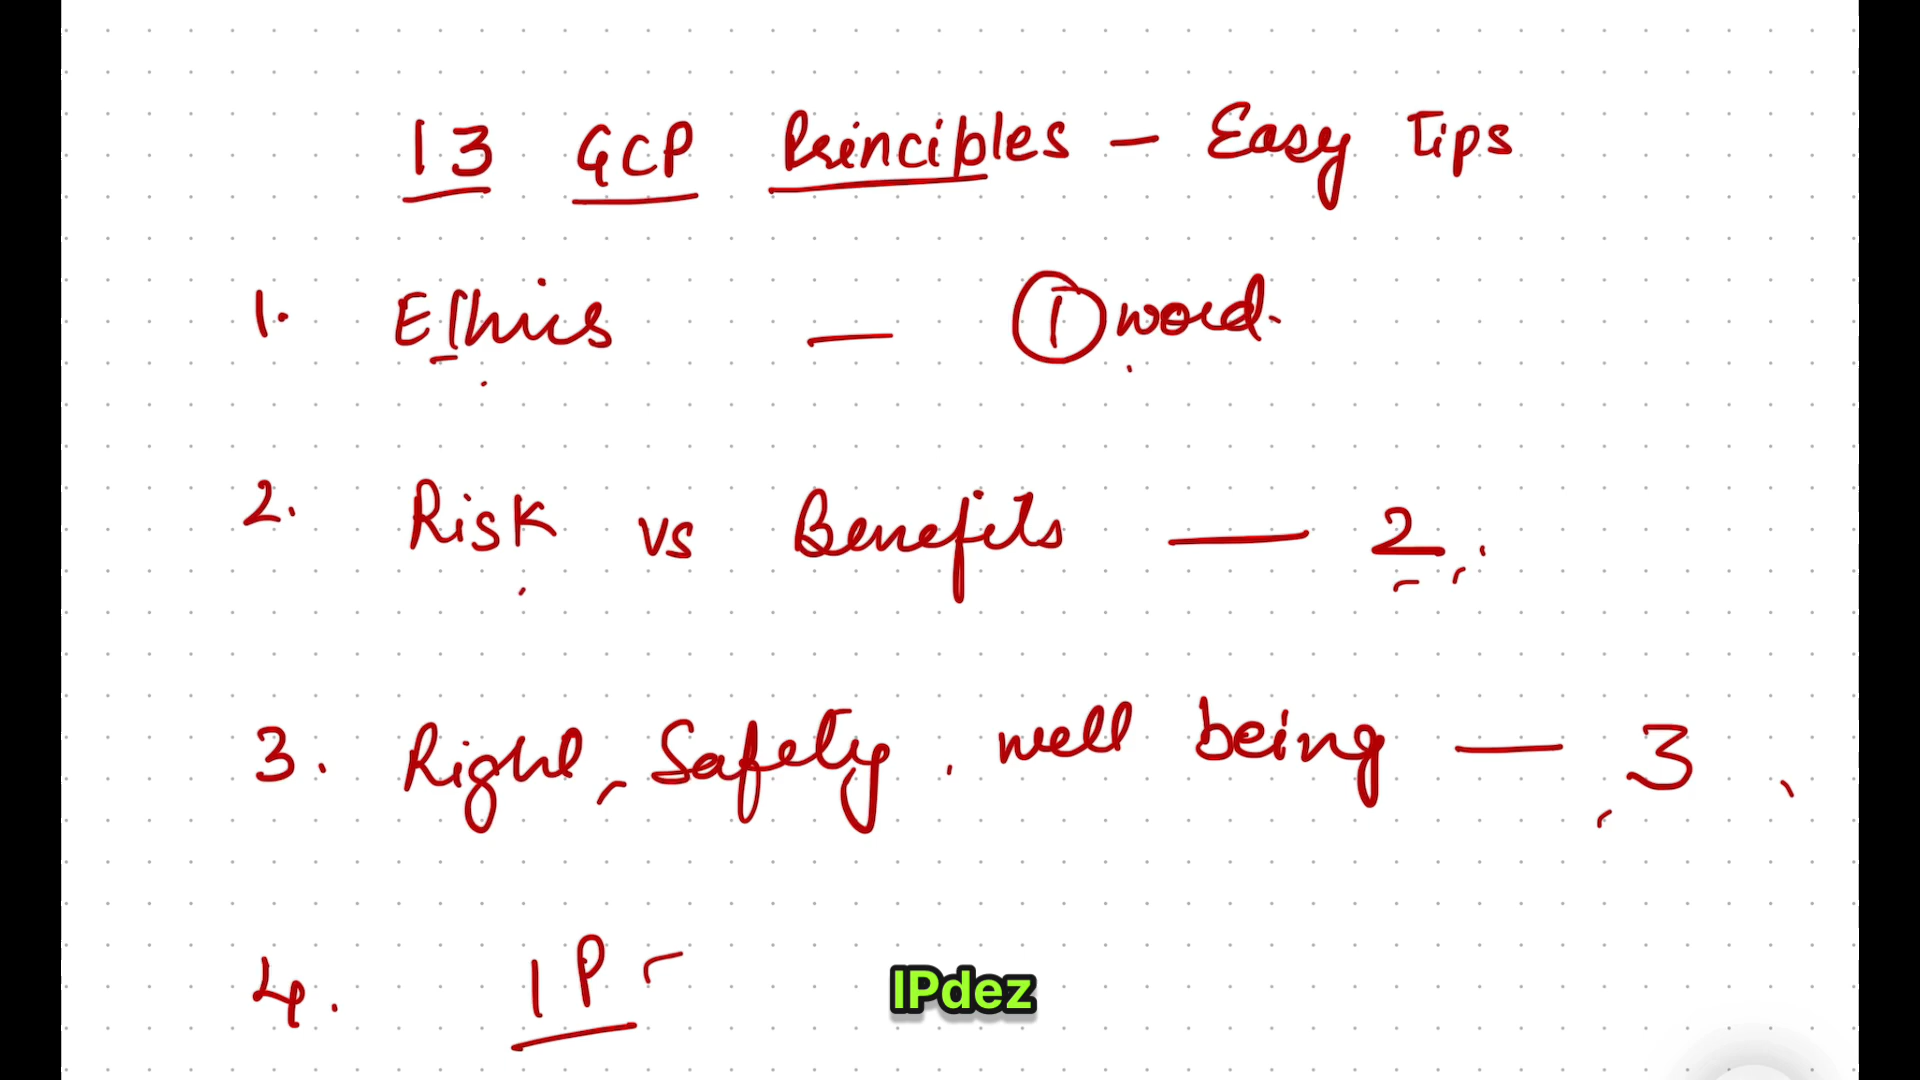 13 GCP Principles - Easy Tips
1. Ethics — 1 word.
2. Risk vs Benefits — 2
3. Right, Safety, well being — 3
4. IP
IPdez